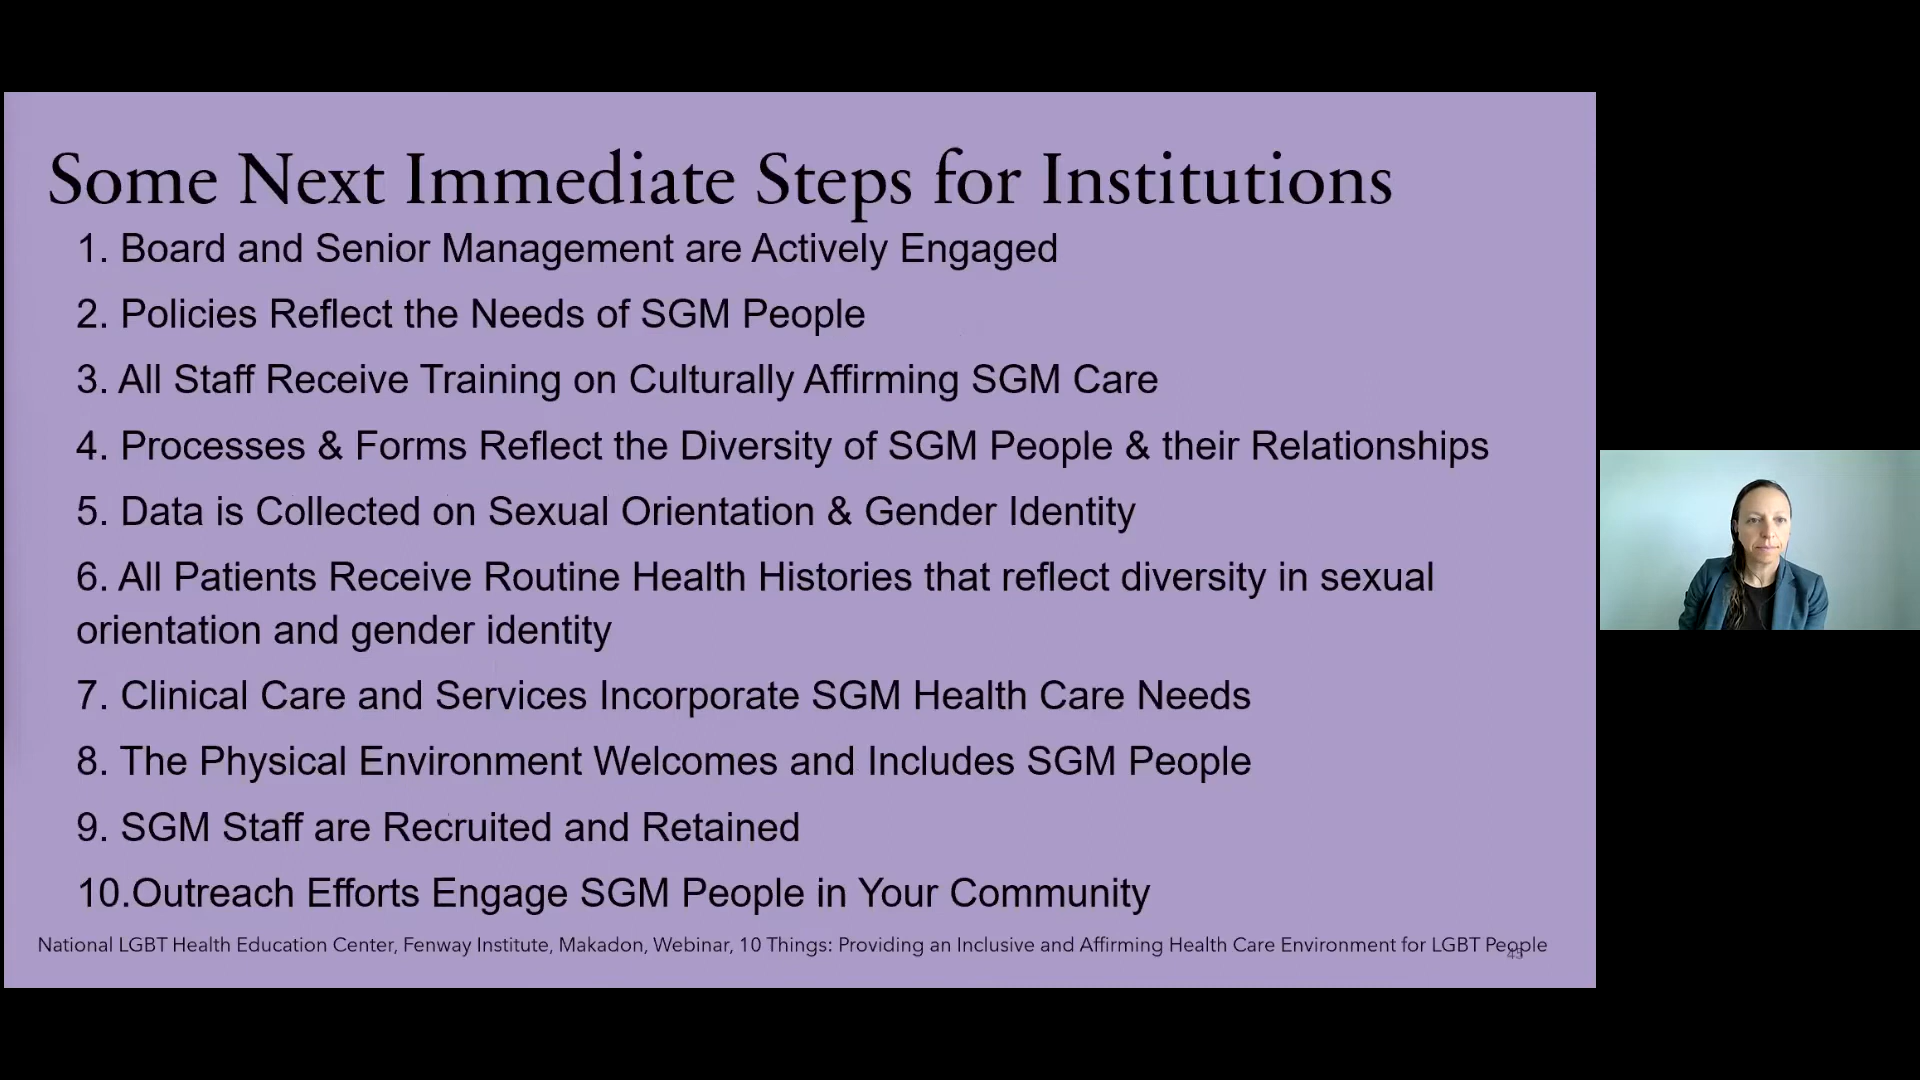 Some Next Immediate Steps for Institutions
1. Board and Senior Management are Actively Engaged
2. Policies Reflect the Needs of SGM People
3. All Staff Receive Training on Culturally Affirming SGM Care
4. Processes & Forms Reflect the Diversity of SGM People & their Relationships
5. Data is Collected on Sexual Orientation & Gender Identity
6. All Patients Receive Routine Health Histories that reflect diversity in sexual
orientation and gender identity
7. Clinical Care and Services Incorporate SGM Health Care Needs
8. The Physical Environment Welcomes and Includes SGM People
9. SGM Staff are Recruited and Retained
10.Outreach Efforts Engage SGM People in Your Community
National LGBT Health Education Center, Fenway Institute, Makadon, Webinar, 10 Things: Providing an Inclusive and Affirming Health Care Environment for LGBT People